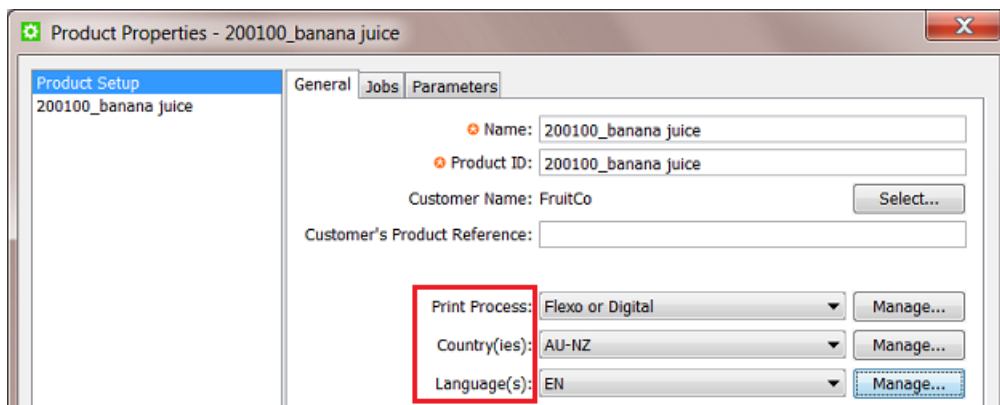 Product Properties - 200100_banana juice
X
Product Setup
200100_banana juice
General Jobs Parameters
Name: 200100_banana juice
Product ID: 200100_banana juice
Customer Name: FruitCo Select...
Customer's Product Reference:
Print Process: Flexo or Digital Manage...
Country(ies): AU-NZ Manage...
Language(s): EN Manage...